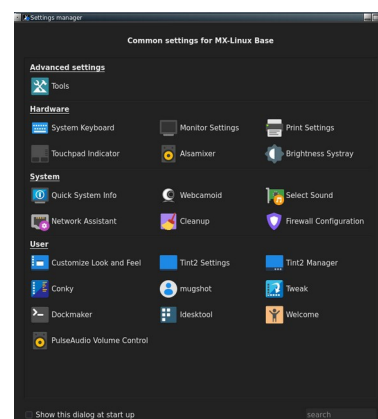 Settings manager
Common settings for MX-Linux Base
Advanced settings
Tools
Hardware
System Keyboard
Monitor Settings
Print Settings
Touchpad Indicator
Alsamixer
Brightness Systray
System
Quick System Info
Webcamoid
Select Sound
Network Assistant
Cleanup
Firewall Configuration
User
Customize Look and Feel
Tint2 Settings
Tint2 Manager
Conky
mugshot
Tweak
Dockmaker
Idesktool
Welcome
PulseAudio Volume Control
Show this dialog at start up
search